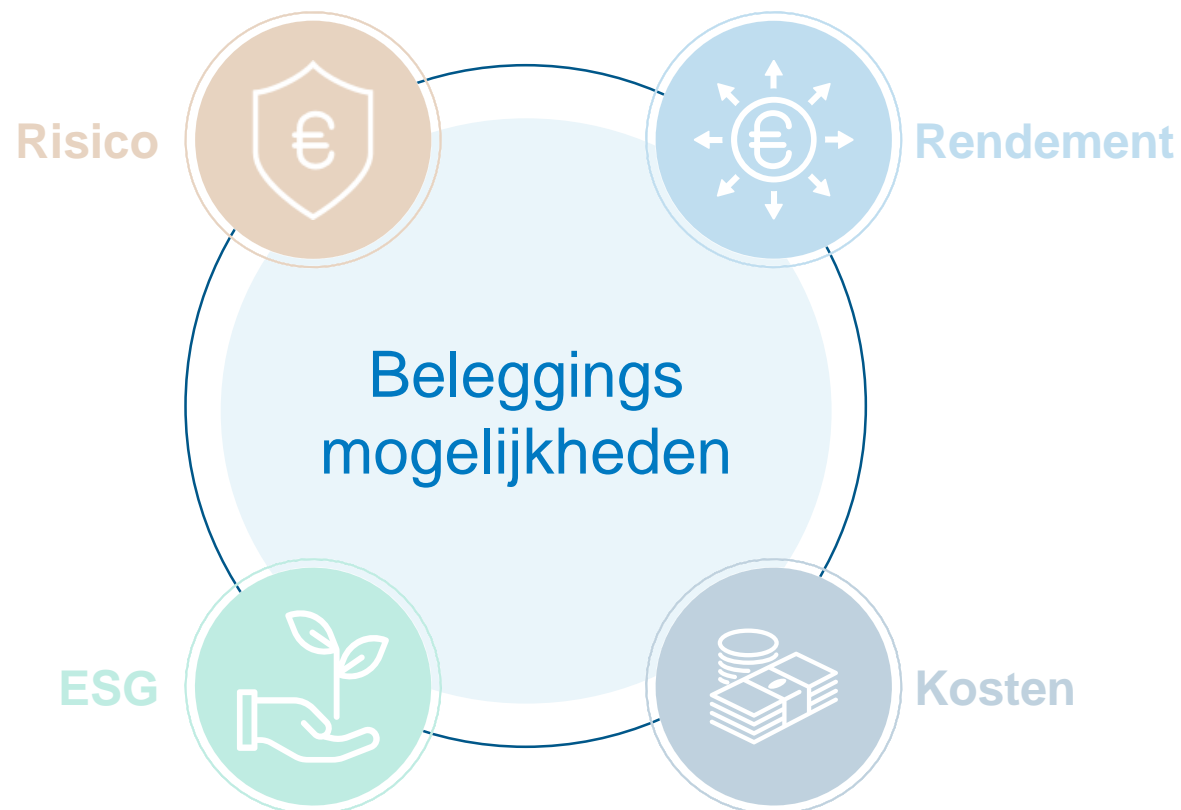 Risico
Rendement
Beleggings
mogelijkheden
ESG
Kosten